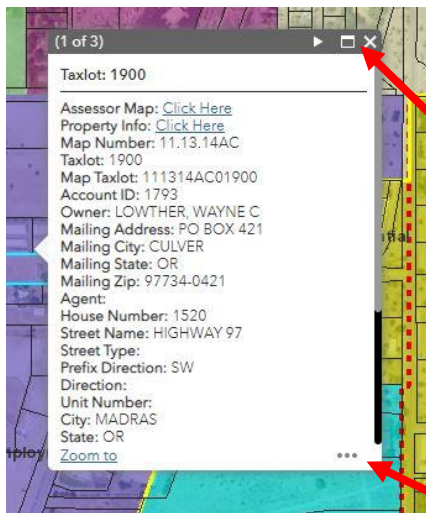 (1 of 3)
Taxlot: 1900
Assessor Map: Click Here
Property Info: Click Here
Map Number: 11.13.14AC
Taxlot: 1900
Map Taxlot: 111314AC01900
Account ID: 1793
Owner: LOWTHER, WAYNE C
Mailing Address: PO BOX 421
Mailing City: CULVER
Mailing State: OR
Mailing Zip: 97734-0421
Agent:
House Number: 1520
Street Name: HIGHWAY 97
Street Type:
Prefix Direction: SW
Direction:
Unit Number:
City: MADRAS
State: OR
Zoom to